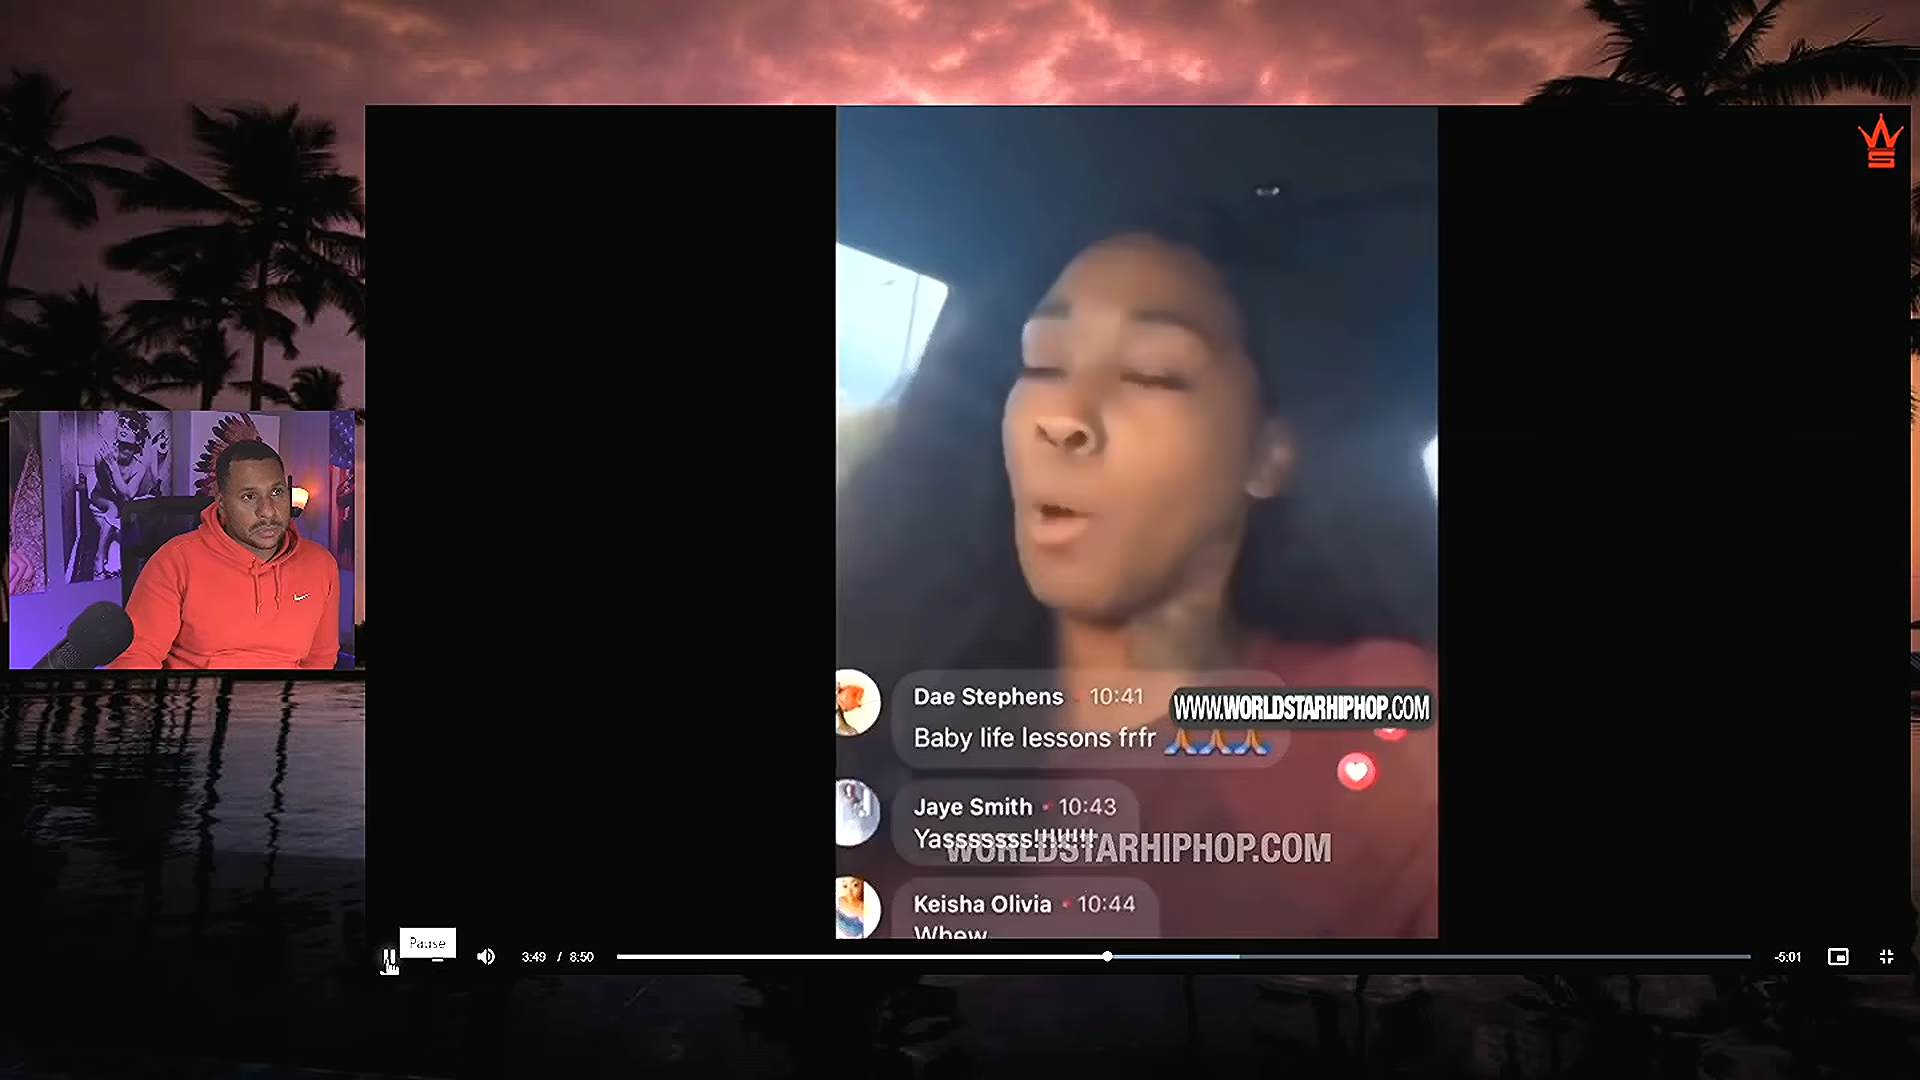 Dae Stephens 10:41
WWW.WORLDSTARHIPHOP.COM
Baby life lessons frfr
Jaye Smith • 10:43
Yasssssss!!!!!!!!
WORLDSTARHIPHOP.COM
Keisha Olivia • 10:44
Whew
Pause
3:49 / 8:50
-5:01